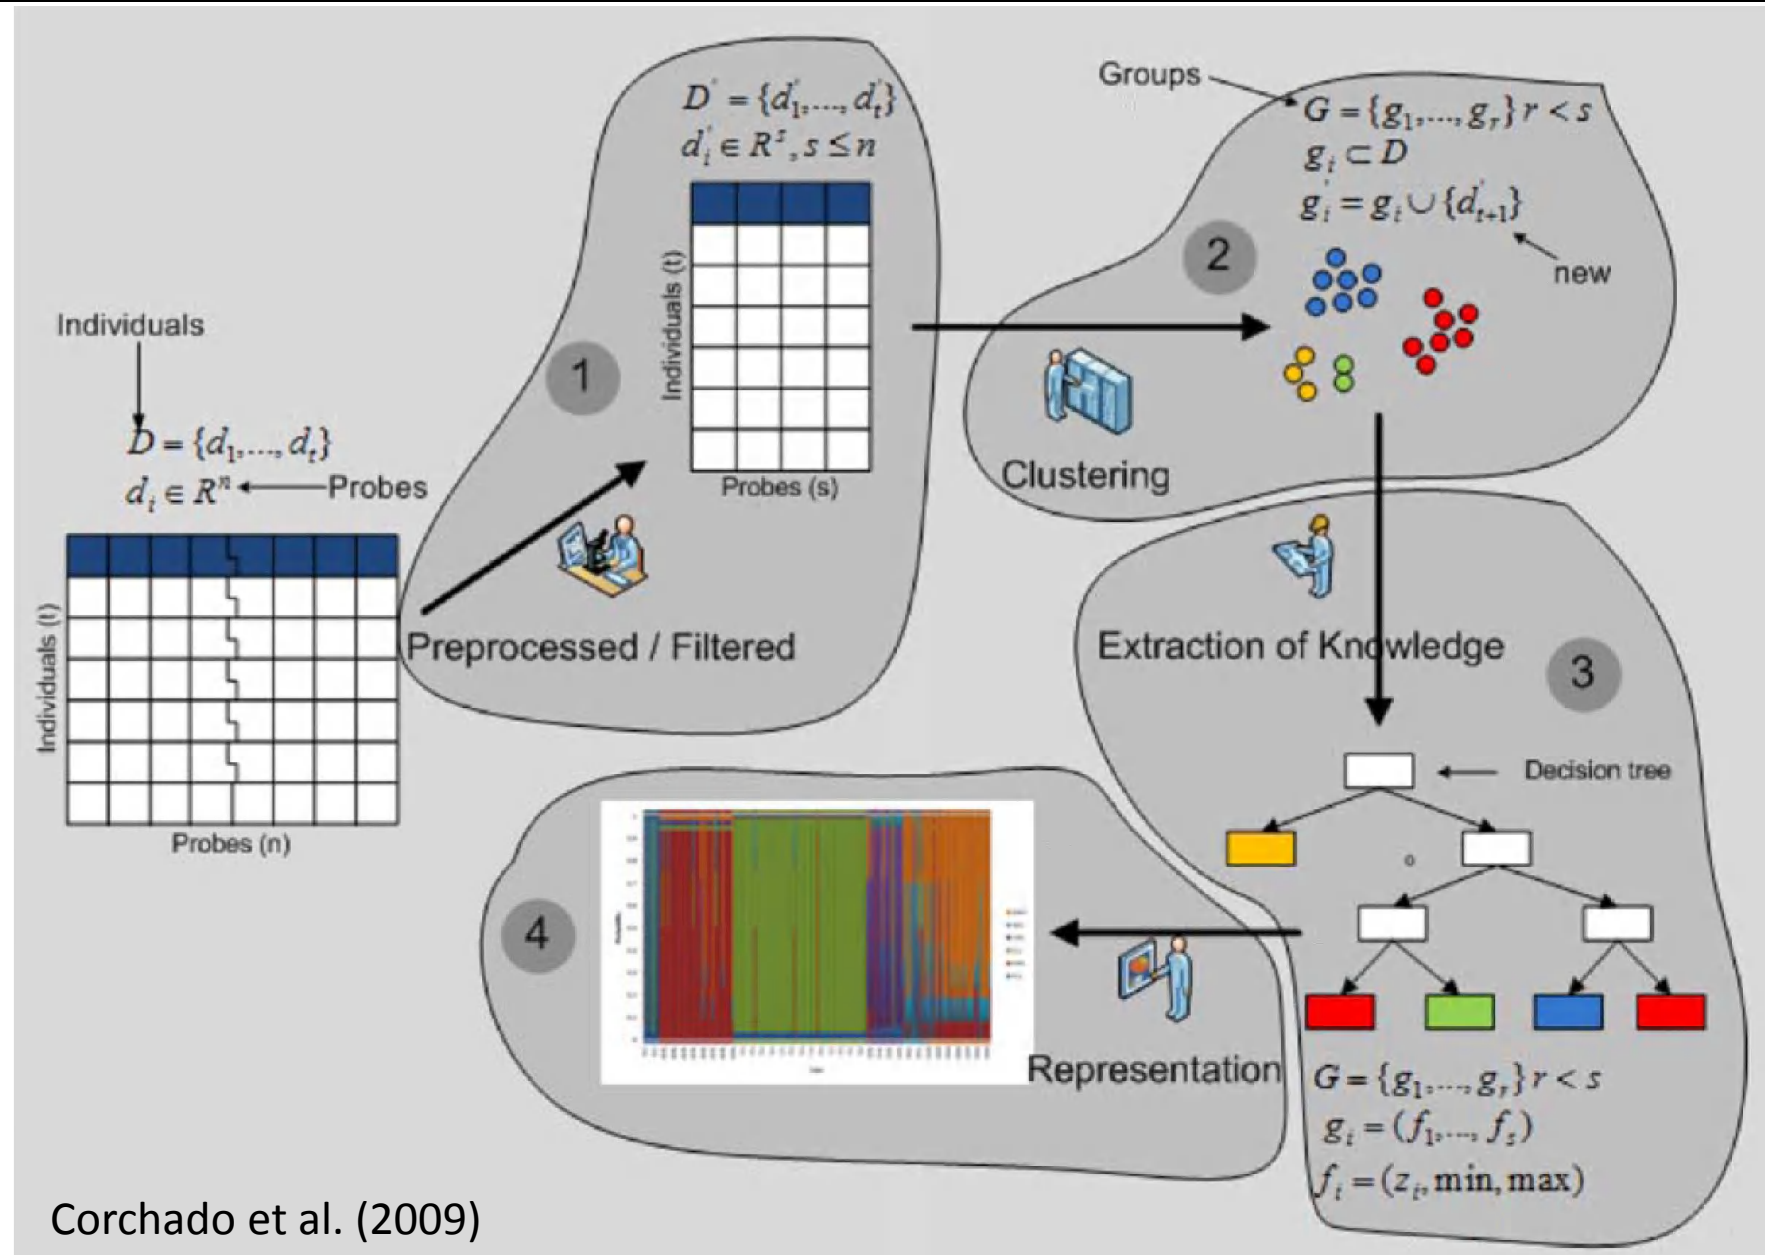 Individuals
D = {d₁,..., dₜ}
dᵢ ∈ Rⁿ
Probes
Individuals (t)
Probes (n)
1
D' = {d'₁,..., d'ₜ}
d'ᵢ ∈ Rˢ, s ≤ n
Individuals (t)
Probes (s)
Preprocessed / Filtered
Groups
G = {g₁,..., gᵣ} r < s
gᵢ ⊂ D
g'ᵢ = gᵢ ∪ {d'ₜ₊₁}
new
2
Clustering
Extraction of Knowledge
3
Decision tree
G = {g₁,..., gᵣ} r < s
gᵢ = (f₁,..., fₛ)
fᵢ = (zᵢ, min, max)
4
Representation
Corchado et al. (2009)